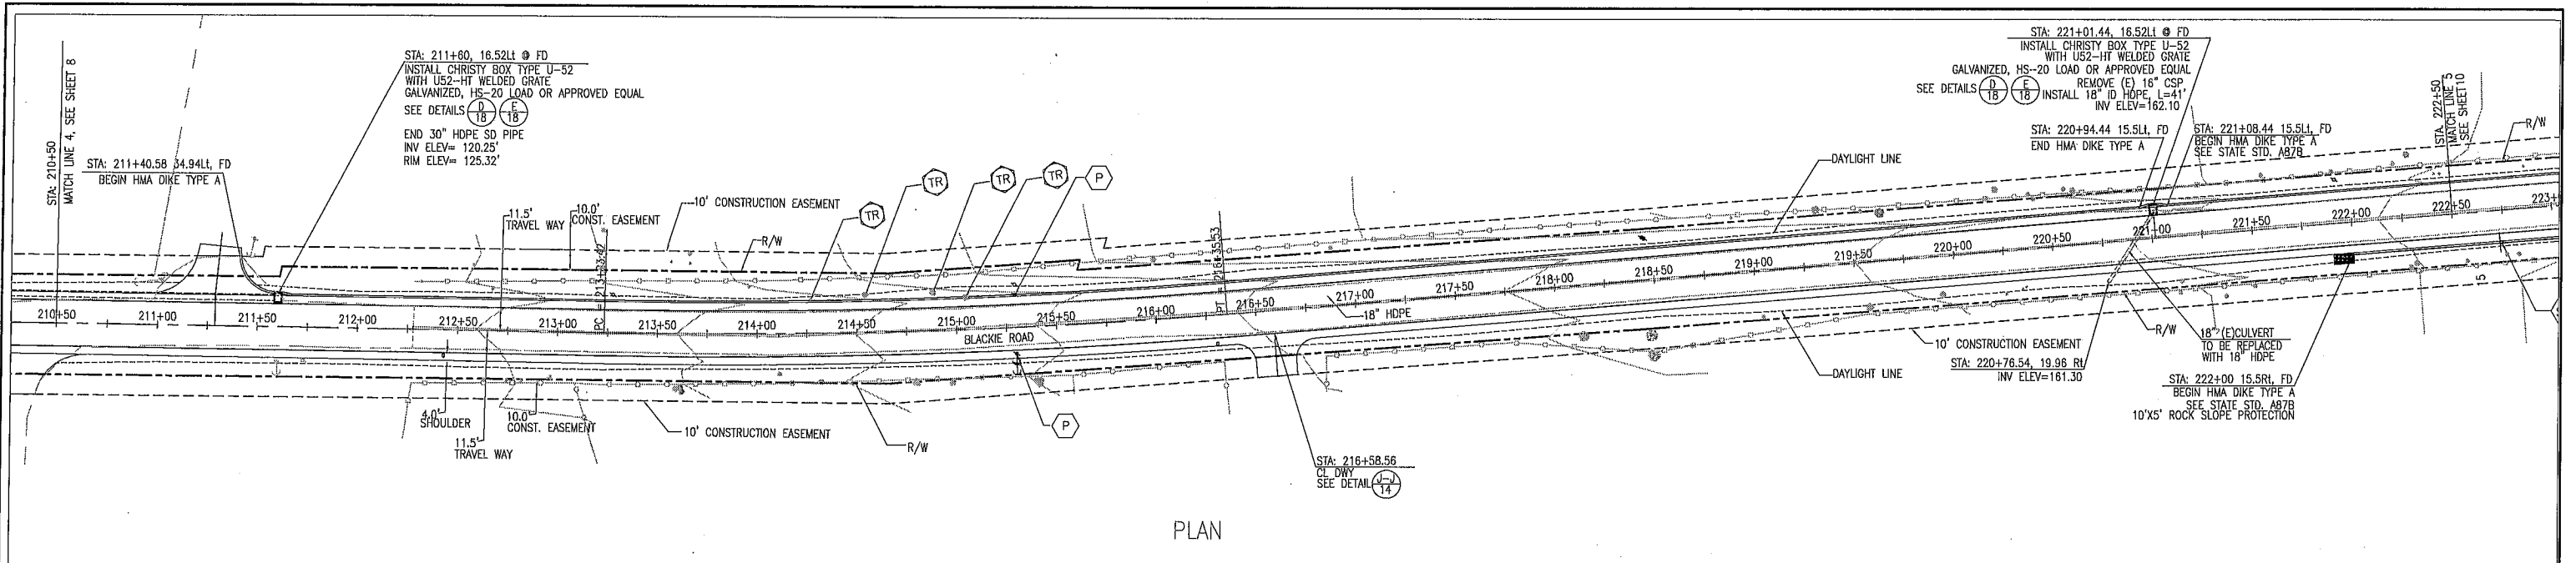 STA: 210+50
MATCH LINE 4, SEE SHEET 8
STA: 211+40.58 34.94Lt, FD
BEGIN HMA DIKE TYPE A
STA: 211+60, 16.52Lt @ FD
INSTALL CHRISTY BOX TYPE U-52
WITH U52-HT WELDED GRATE
GALVANIZED, HS-20 LOAD OR APPROVED EQUAL
SEE DETAILS D 18 E 18
END 30" HDPE SD PIPE
INV ELEV= 120.25'
RIM ELEV= 125.32'
11.5'
TRAVEL WAY
10.0'
CONST. EASEMENT
10' CONSTRUCTION EASEMENT
R/W
TR
TR
TR
TR
P
DAYLIGHT LINE
STA: 221+01.44, 16.52Lt @ FD
INSTALL CHRISTY BOX TYPE U-52
WITH U52-HT WELDED GRATE
GALVANIZED, HS-20 LOAD OR APPROVED EQUAL
SEE DETAILS D 18 E 18
REMOVE (E) 16" CSP
INSTALL 18" ID HDPE, L=41'
INV ELEV=162.10
STA: 220+94.44 15.5Lt, FD
END HMA DIKE TYPE A
STA: 221+08.44 15.5Lt, FD
BEGIN HMA DIKE TYPE A
SEE STATE STD. A87B
STA: 222+50
MATCH LINE 5
SEE SHEET 10
R/W
210+50
211+00
211+50
212+00
212+50
213+00
213+50
214+00
214+50
215+00
215+50
216+00
216+50
217+00
217+50
218+00
218+50
219+00
219+50
220+00
220+50
221+00
221+50
222+00
222+50
223+
18" HDPE
BLACKIE ROAD
4.0'
SHOULDER
11.5'
TRAVEL WAY
10.0'
CONST. EASEMENT
10' CONSTRUCTION EASEMENT
R/W
P
STA: 216+58.56
CL DWY
SEE DETAIL J-J 14
DAYLIGHT LINE
10' CONSTRUCTION EASEMENT
STA: 220+76.54, 19.96 Rt
INV ELEV=161.30
R/W
18" (E)CULVERT
TO BE REPLACED
WITH 18" HDPE
STA: 222+00 15.5Rt, FD
BEGIN HMA DIKE TYPE A
SEE STATE STD. A87B
10'X5' ROCK SLOPE PROTECTION
5
PLAN